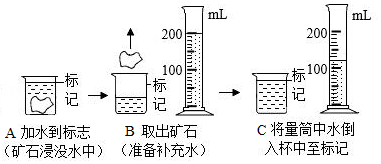 mL
200
100
标
记
标
记
mL
200
100
标
记
A 加水到标志
(矿石浸没水中)
B 取出矿石
(准备补充水)
C 将量筒中水倒
入杯中至标记